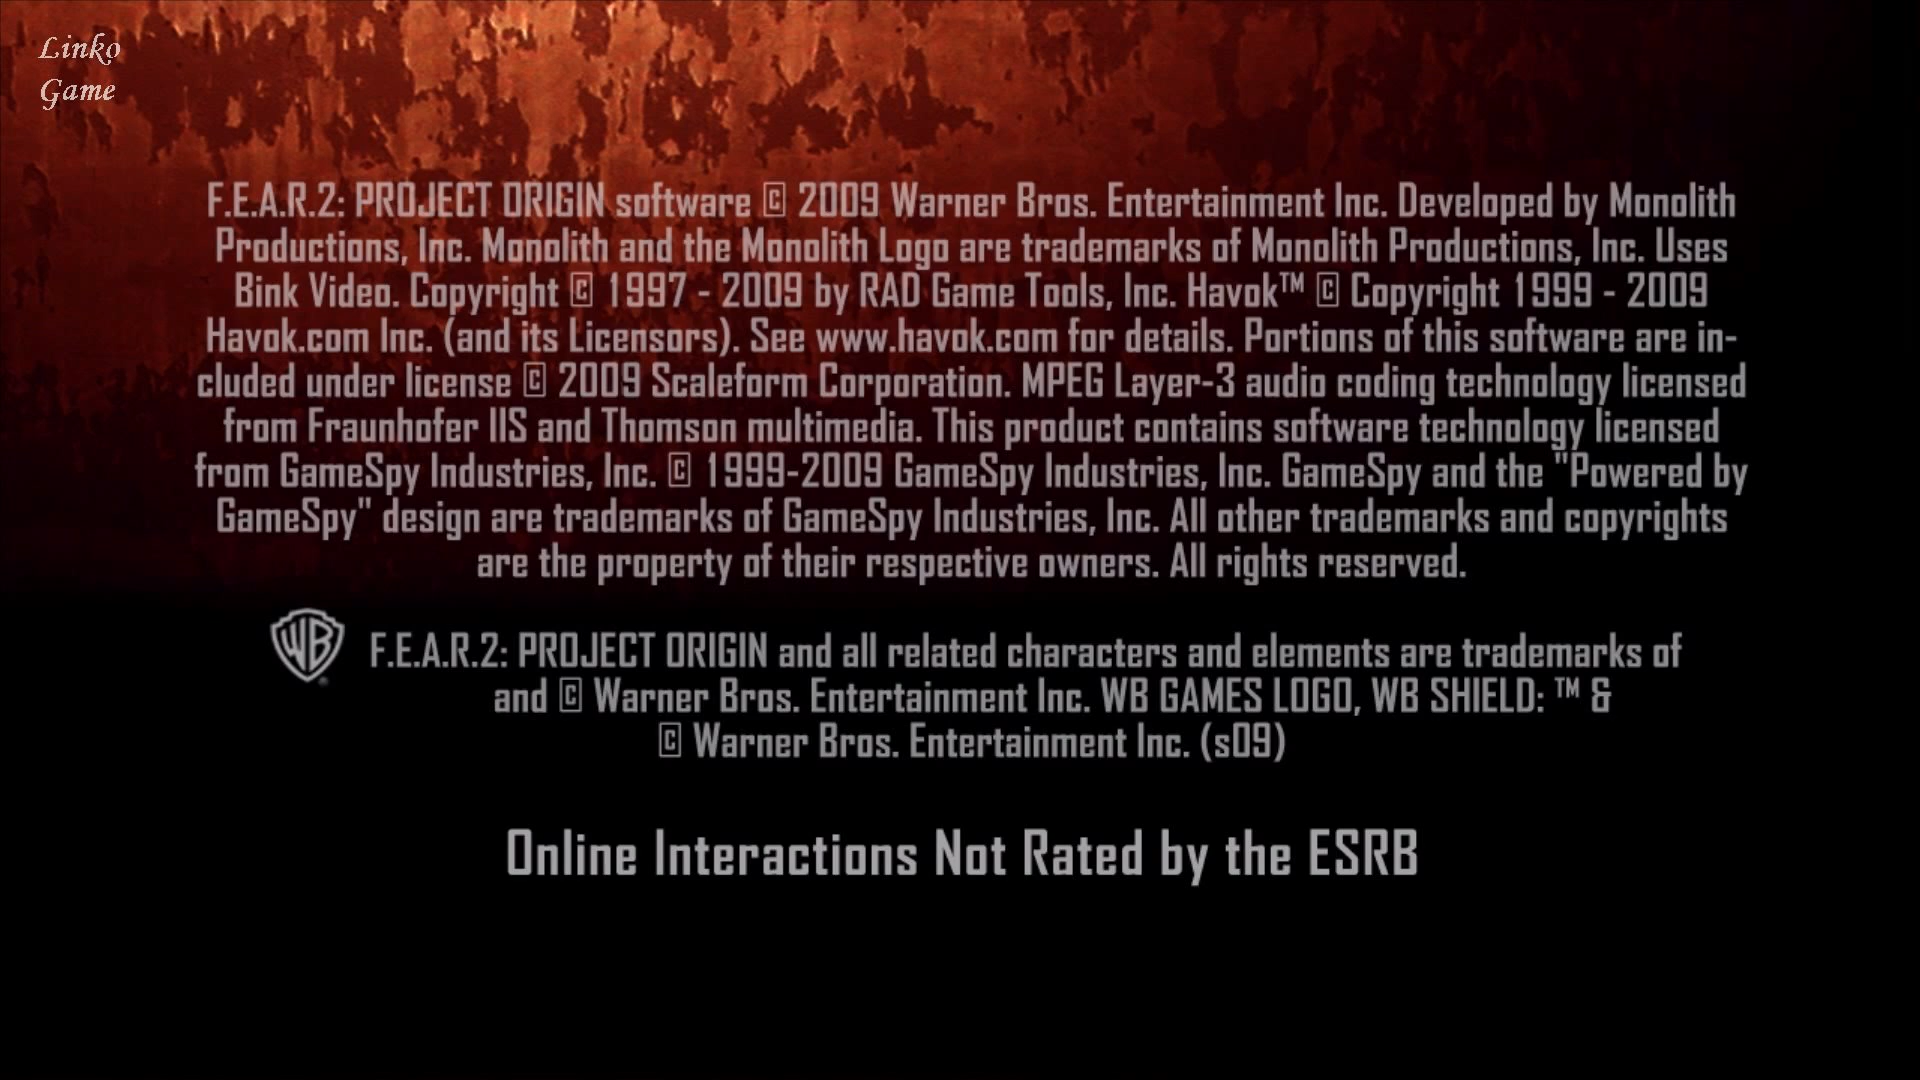 Linko
Game
F.E.A.R.2: PROJECT ORIGIN software © 2009 Warner Bros. Entertainment Inc. Developed by Monolith
Productions, Inc. Monolith and the Monolith Logo are trademarks of Monolith Productions, Inc. Uses
Bink Video. Copyright © 1997 - 2009 by RAD Game Tools, Inc. Havok™ © Copyright 1999 - 2009
Havok.com Inc. (and its Licensors). See www.havok.com for details. Portions of this software are in-
cluded under license © 2009 Scaleform Corporation. MPEG Layer-3 audio coding technology licensed
from Fraunhofer IIS and Thomson multimedia. This product contains software technology licensed
from GameSpy Industries, Inc. © 1999-2009 GameSpy Industries, Inc. GameSpy and the "Powered by
GameSpy" design are trademarks of GameSpy Industries, Inc. All other trademarks and copyrights
are the property of their respective owners. All rights reserved.
WB F.E.A.R.2: PROJECT ORIGIN and all related characters and elements are trademarks of
and © Warner Bros. Entertainment Inc. WB GAMES LOGO, WB SHIELD: ™ &
© Warner Bros. Entertainment Inc. (s09)
Online Interactions Not Rated by the ESRB